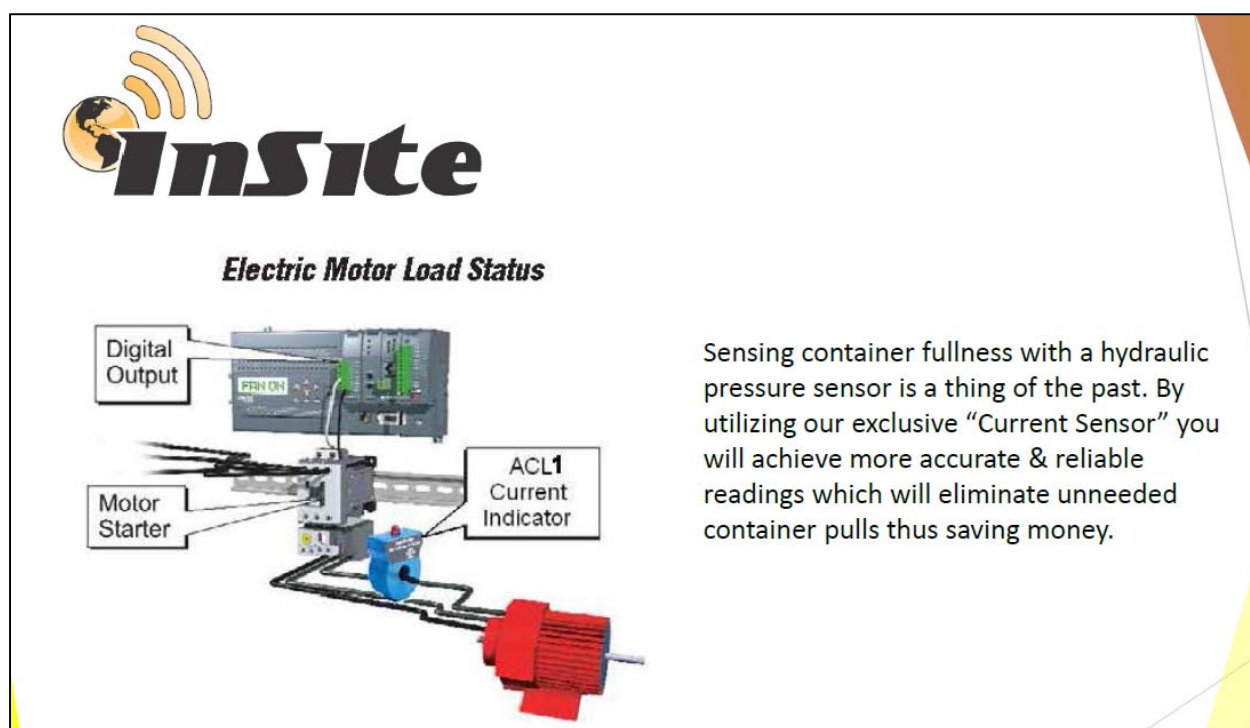 InSite
Electric Motor Load Status
Digital
Output
FAN ON
Motor
Starter
ACL1
Current
Indicator
Sensing container fullness with a hydraulic
pressure sensor is a thing of the past. By
utilizing our exclusive “Current Sensor” you
will achieve more accurate & reliable
readings which will eliminate unneeded
container pulls thus saving money.